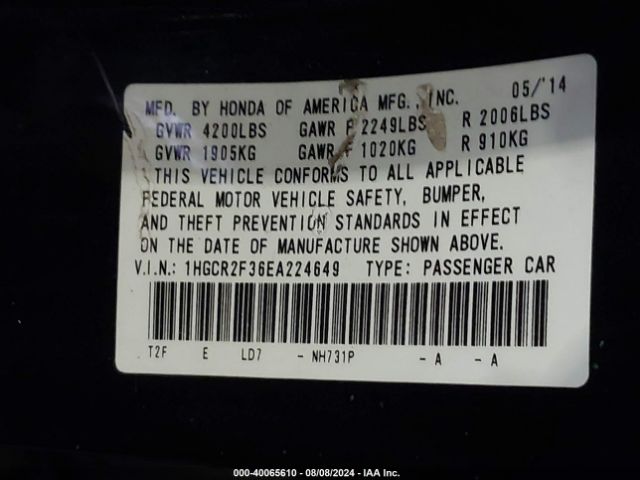 MFD. BY HONDA OF AMERICA MFG., INC. 05/'14
GVWR 4200LBS GAWR F 2249LBS R 2006LBS
GVWR 1905KG GAWR F 1020KG R 910KG
THIS VEHICLE CONFORMS TO ALL APPLICABLE
FEDERAL MOTOR VEHICLE SAFETY, BUMPER,
AND THEFT PREVENTION STANDARDS IN EFFECT
ON THE DATE OF MANUFACTURE SHOWN ABOVE.
V.I.N.: 1HGCR2F36EA224649 TYPE: PASSENGER CAR
T2F E LD7 - NH731P - A - A
000-40065610 - 08/08/2024 - IAA Inc.